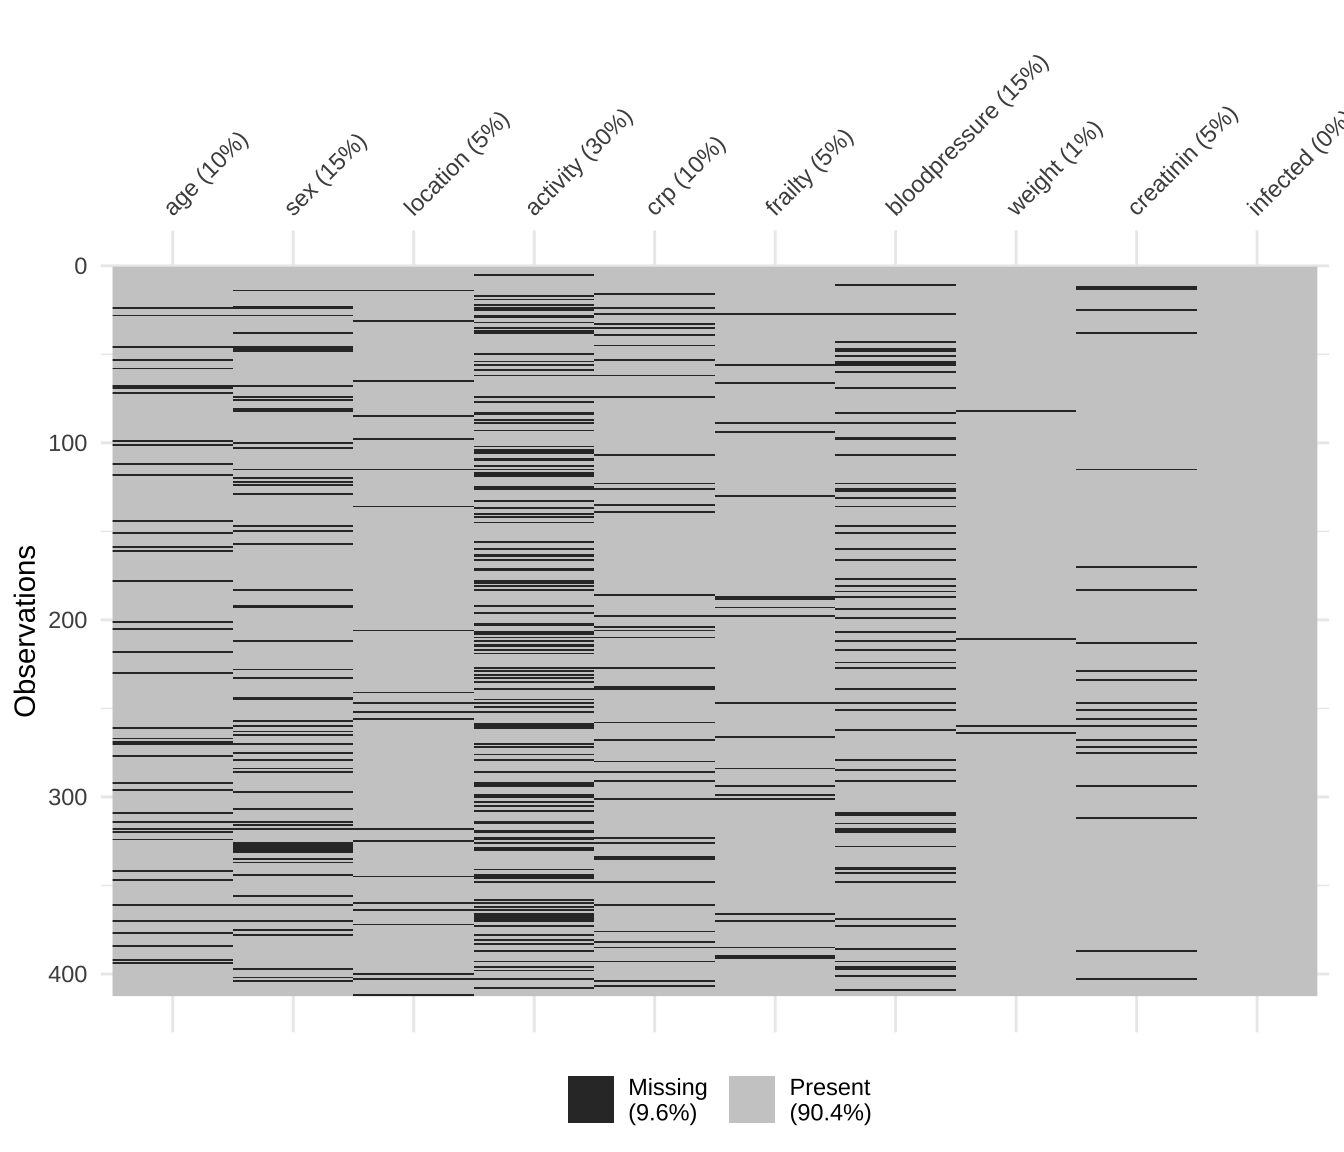 age (10%)
sex (15%)
location (5%)
activity (30%)
crp (10%)
frailty (5%)
bloodpressure (15%)
weight (1%)
creatinin (5%)
infected (0%
0
100
200
300
400
Observations
Missing
(9.6%)
Present
(90.4%)